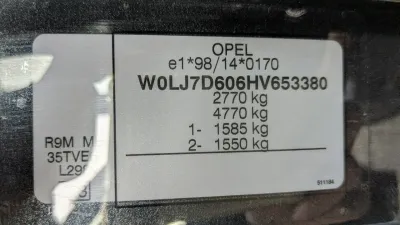 OPEL
e1*98/14*0170
W0LJ7D606HV653380
2770 kg
4770 kg
1- 1585 kg
2- 1550 kg
R9M M
35TVE
L29
511194